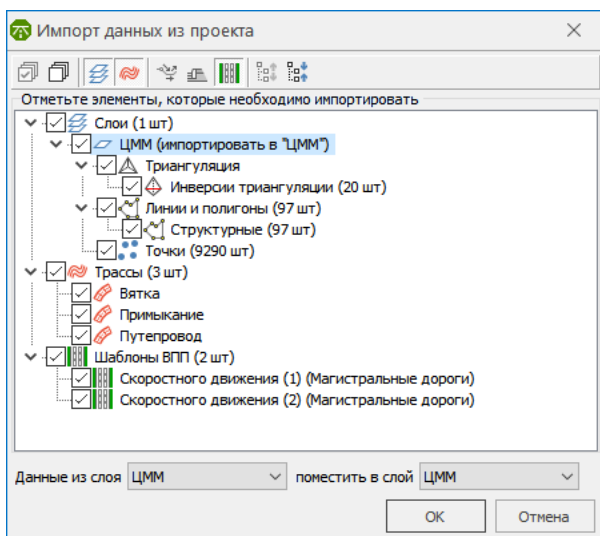 Импорт данных из проекта
Отметьте элементы, которые необходимо импортировать
Слои (1 шт)
ЦММ (импортировать в "ЦММ")
Триангуляция
Инверсии триангуляции (20 шт)
Линии и полигоны (97 шт)
Структурные (97 шт)
Точки (9290 шт)
Трассы (3 шт)
Вятка
Примыкание
Путепровод
Шаблоны ВПП (2 шт)
Скоростного движения (1) (Магистральные дороги)
Скоростного движения (2) (Магистральные дороги)
Данные из слоя ЦММ поместить в слой ЦММ
ОК Отмена